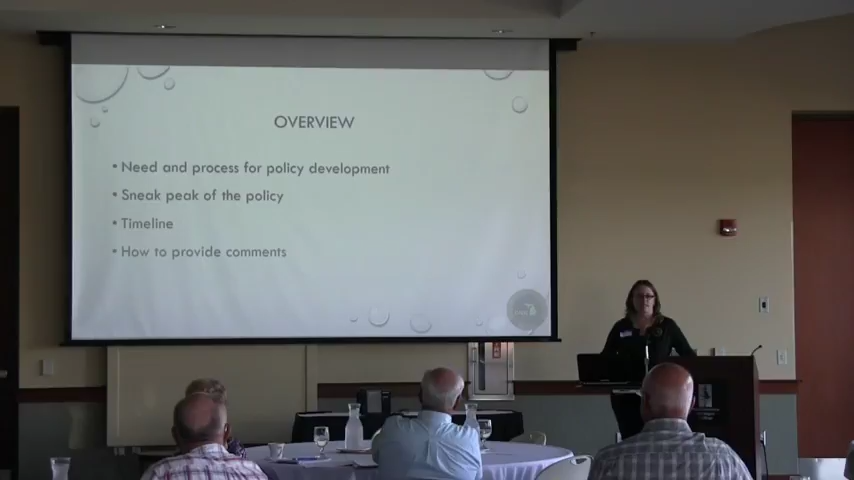 OVERVIEW
• Need and process for policy development
• Sneak peak of the policy
• Timeline
• How to provide comments